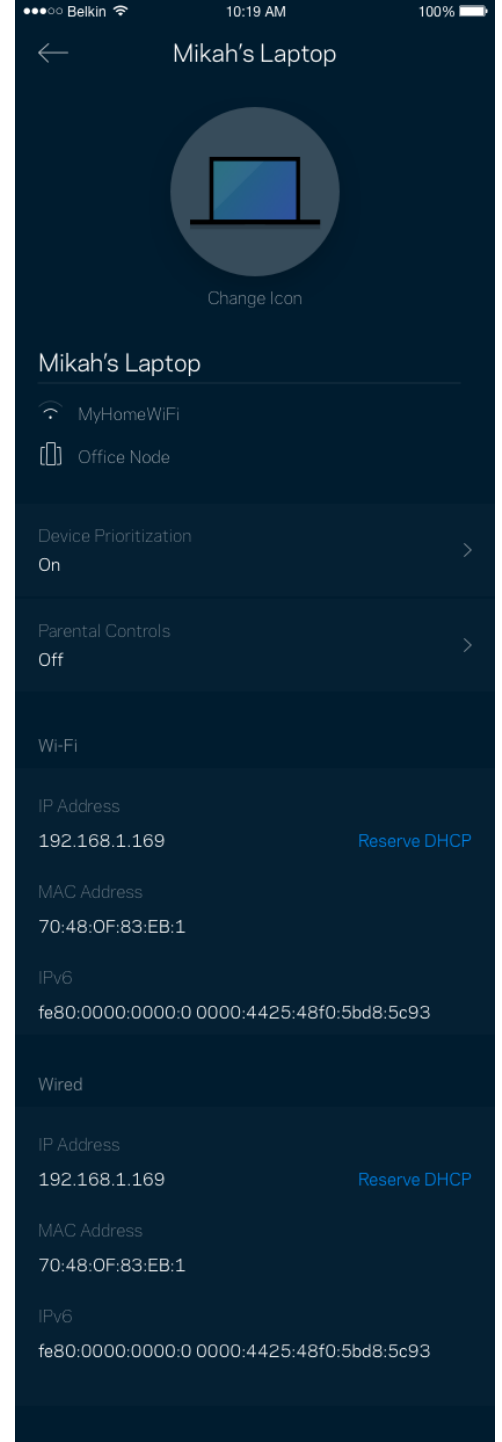 Belkin 10:19 AM 100%
Mikah's Laptop
Change Icon
Mikah's Laptop
MyHomeWiFi
Office Node
Device Prioritization
On
Parental Controls
Off
Wi-Fi
IP Address
192.168.1.169 Reserve DHCP
MAC Address
70:48:0F:83:EB:1
IPv6
fe80:0000:0000:0 0000:4425:48f0:5bd8:5c93
Wired
IP Address
192.168.1.169 Reserve DHCP
MAC Address
70:48:0F:83:EB:1
IPv6
fe80:0000:0000:0 0000:4425:48f0:5bd8:5c93